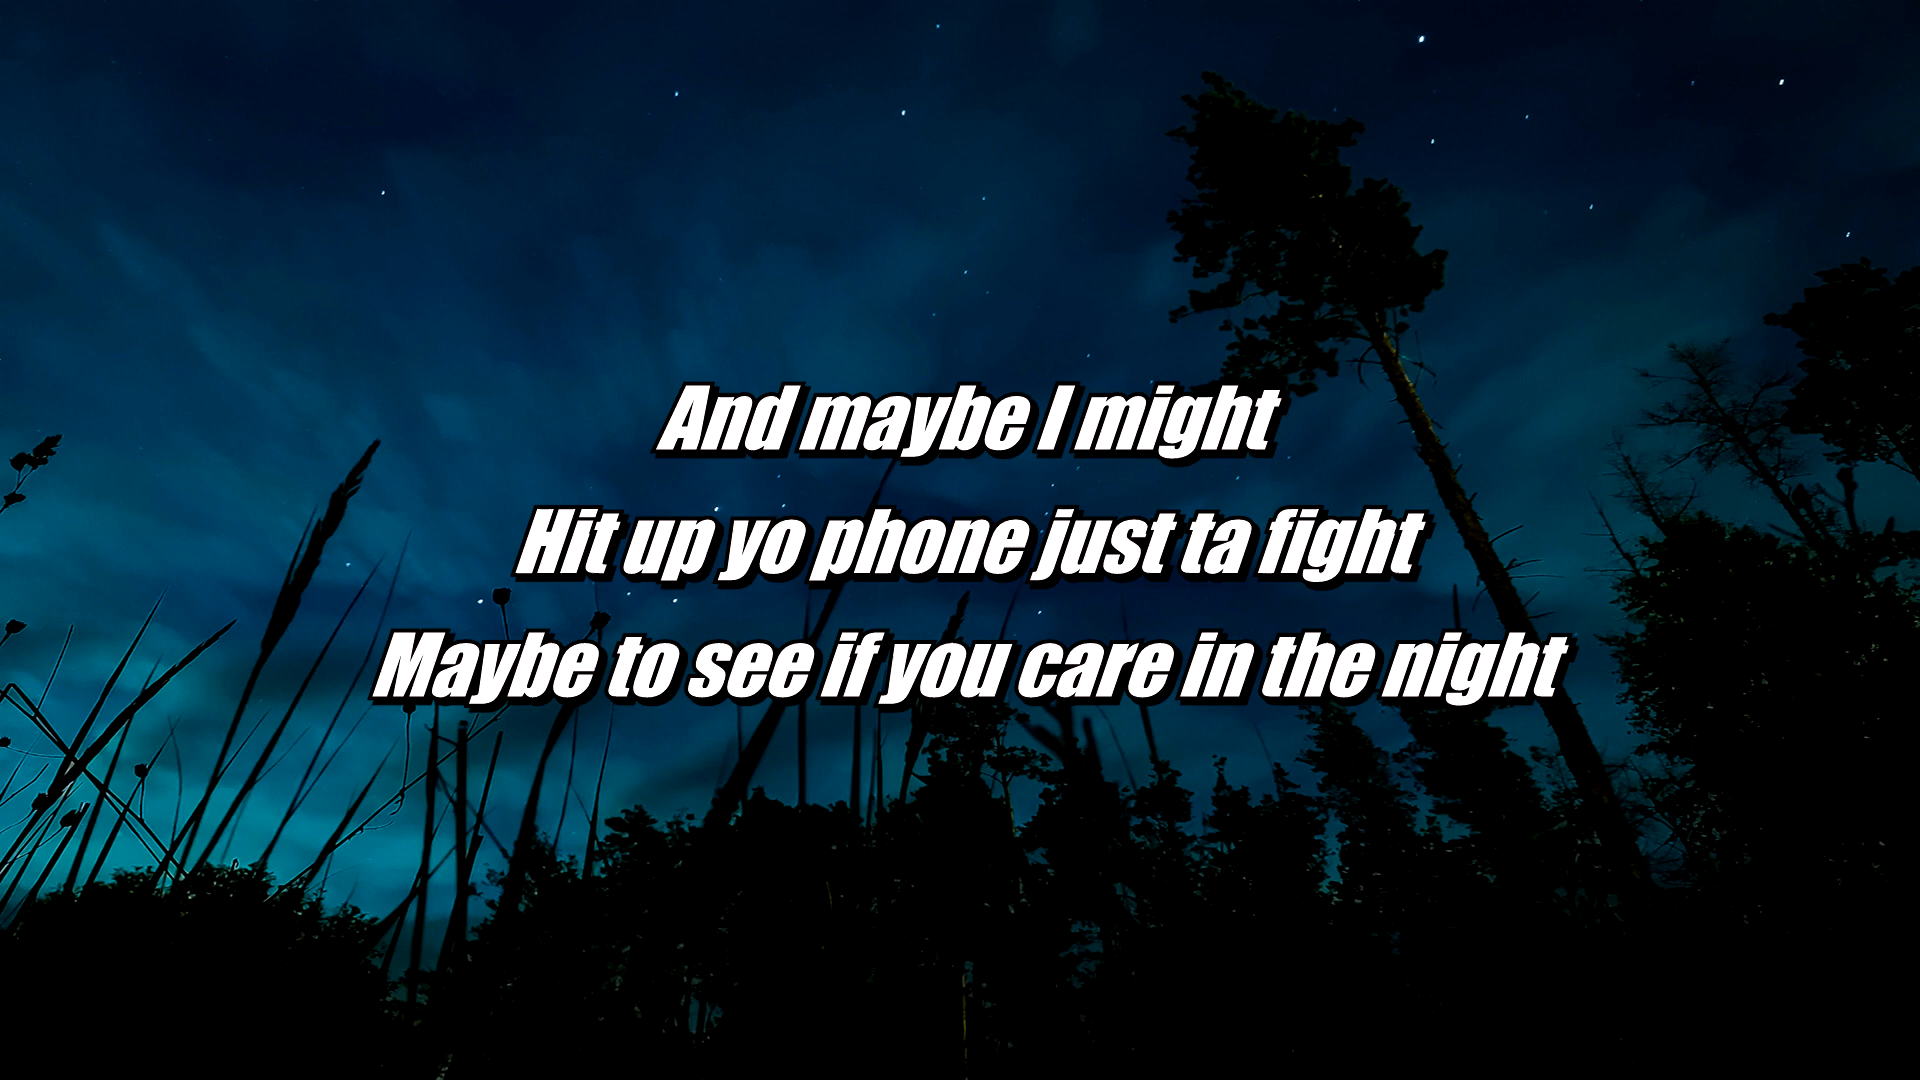 And maybe I might
Hit up yo phone just ta fight
Maybe to see if you care in the night